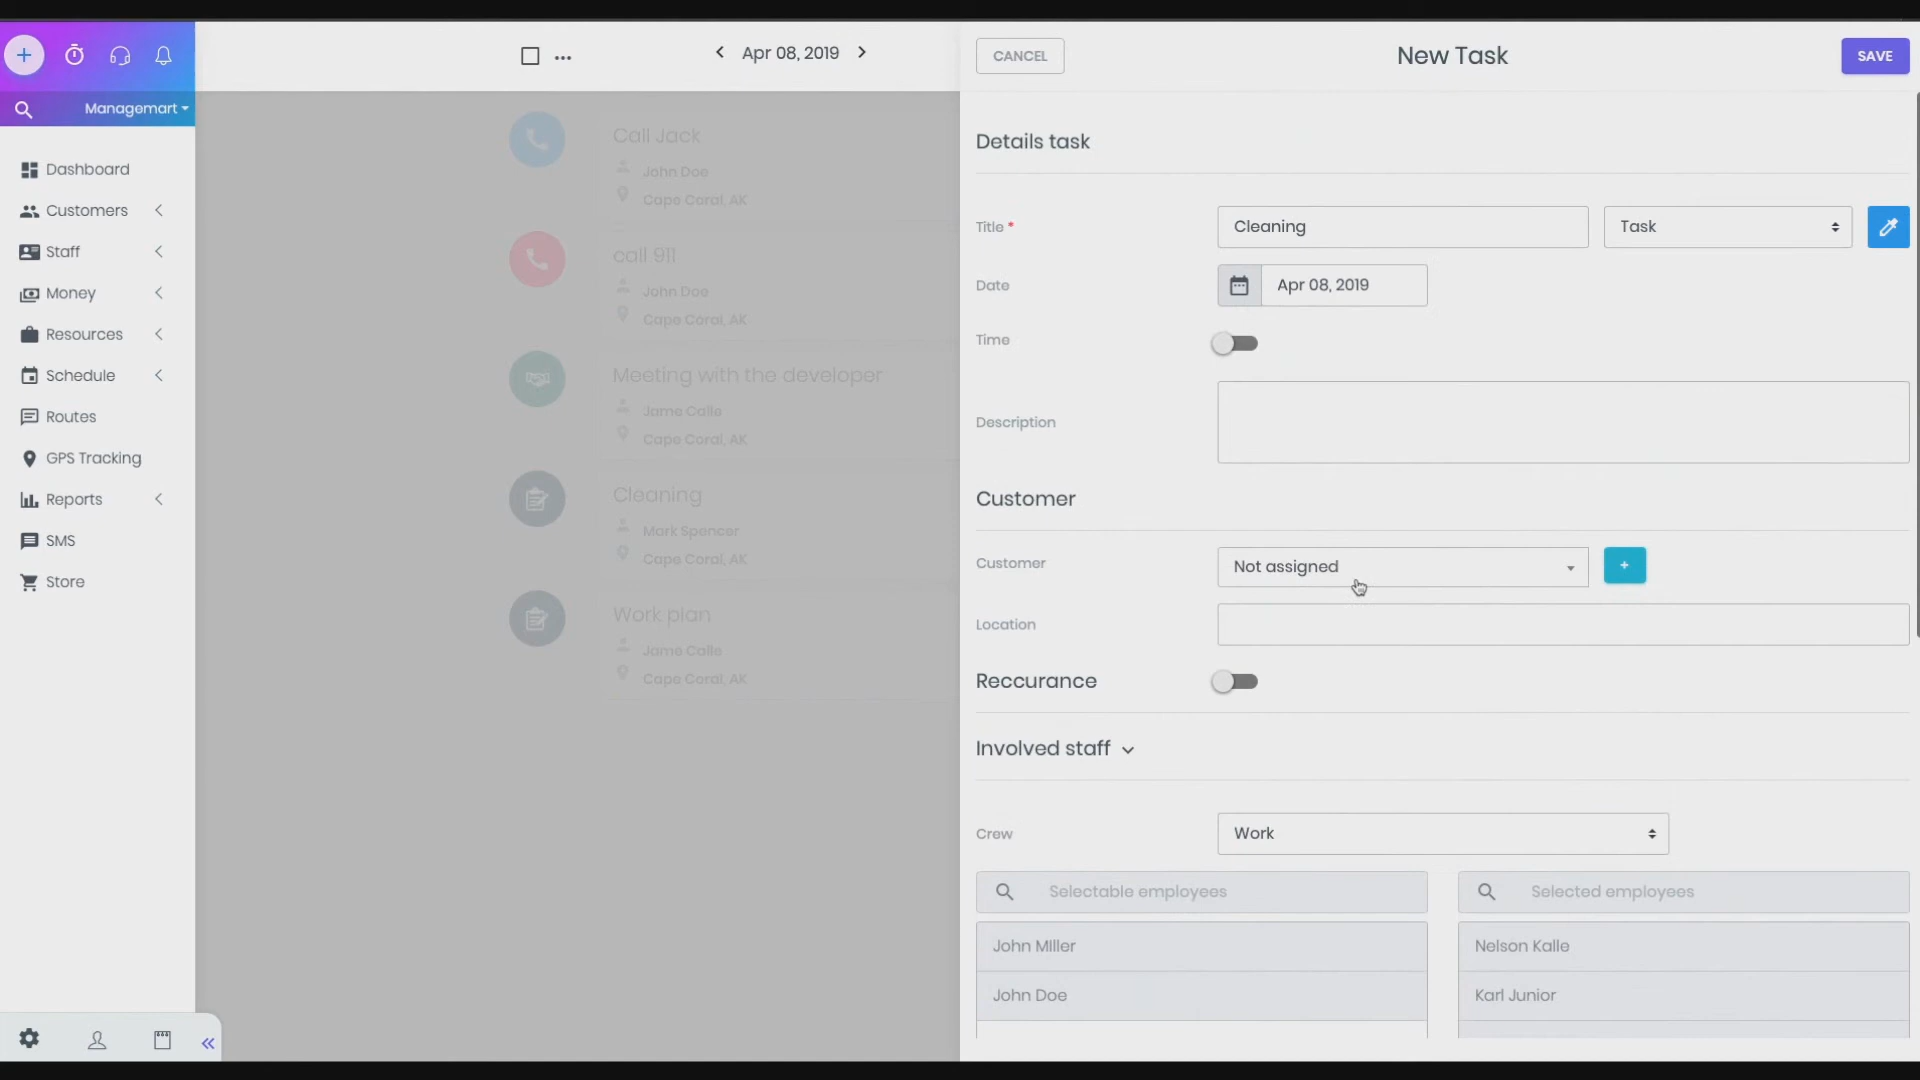 Managemart
Dashboard
Customers
Staff
Money
Resources
Schedule
Routes
GPS Tracking
Reports
SMS
Store
...
Apr 08, 2019
Call Jack
John Doe
Cape Coral, AK
call 911
John Doe
Cape Coral, AK
Meeting with the developer
Jame Calle
Cape Coral, AK
Cleaning
Mark Spencer
Cape Coral, AK
Work plan
Jame Calle
Cape Coral, AK
CANCEL
New Task
SAVE
Details task
Title * Cleaning Task
Date Apr 08, 2019
Time
Description
Customer
Customer Not assigned +
Location
Reccurance
Involved staff
Crew Work
Selectable employees
John MIller
John Doe
Selected employees
Nelson Kalle
Karl Junior